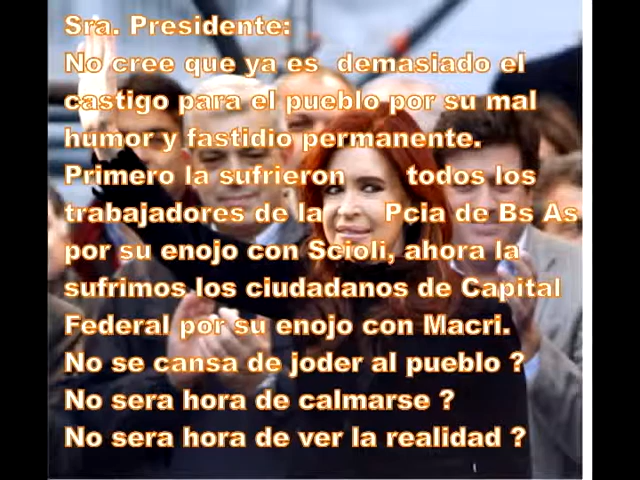 Sra. Presidente:
No cree que ya es demasiado el
castigo para el pueblo por su mal
humor y fastidio permanente.
Primero la sufrieron todos los
trabajadores de la Pcia de Bs As
por su enojo con Scioli, ahora la
sufrimos los ciudadanos de Capital
Federal por su enojo con Macri.
No se cansa de joder al pueblo ?
No sera hora de calmarse ?
No sera hora de ver la realidad ?